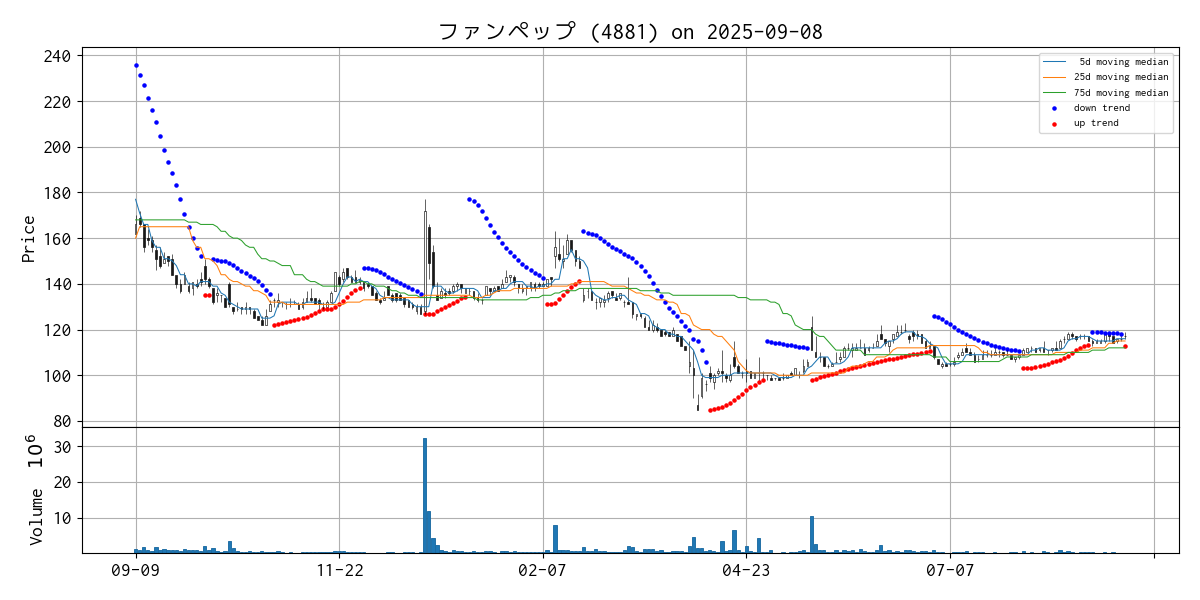 ファンペップ (4881) on 2025-09-08
5d moving median
25d moving median
75d moving median
down trend
up trend
Price
240
220
200
180
160
140
120
100
80
Volume 10⁶
30
20
10
09-09
11-22
02-07
04-23
07-07